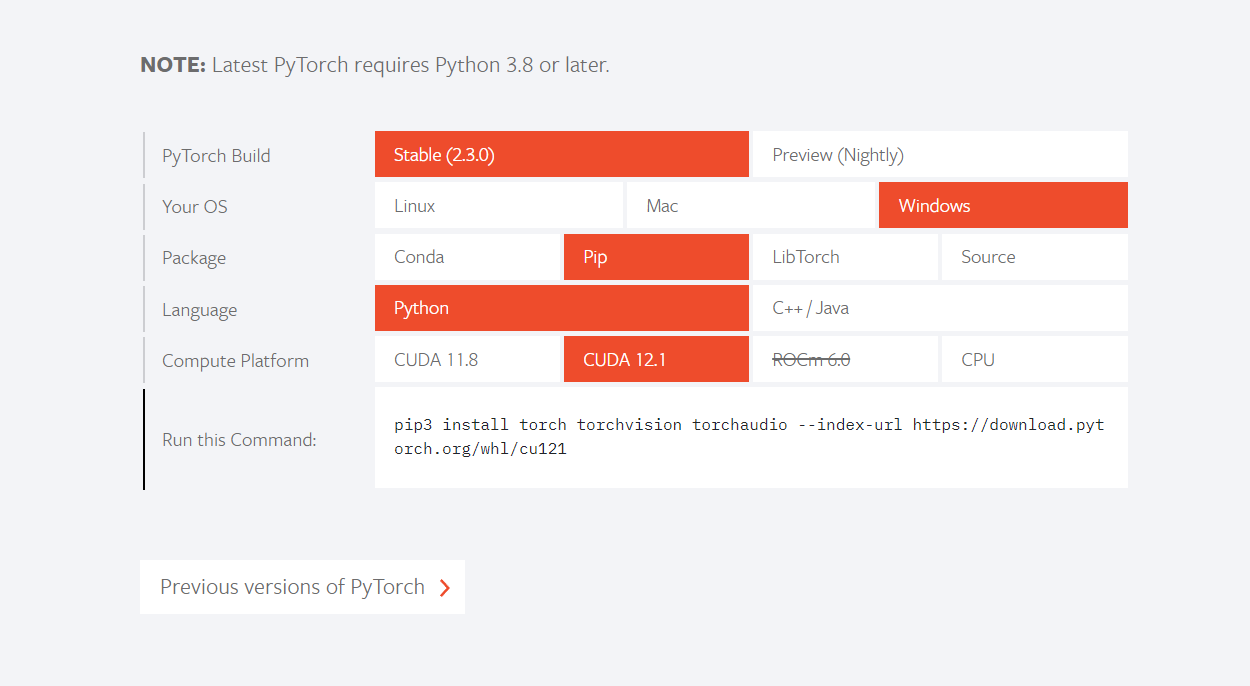 NOTE: Latest PyTorch requires Python 3.8 or later.
PyTorch Build
Stable (2.3.0)
Preview (Nightly)
Your OS
Linux
Mac
Windows
Package
Conda
Pip
LibTorch
Source
Language
Python
C++ / Java
Compute Platform
CUDA 11.8
CUDA 12.1
ROCm 6.0
CPU
Run this Command:
pip3 install torch torchvision torchaudio --index-url https://download.pyt
orch.org/whl/cu121
Previous versions of PyTorch